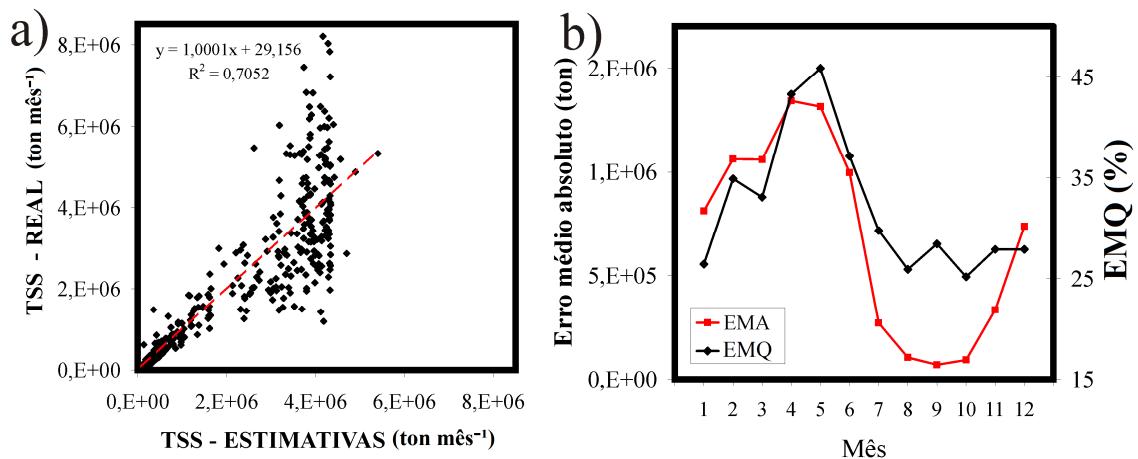 a)
y = 1,0001x + 29,156
R² = 0,7052
TSS - REAL (ton mês⁻¹)
8,E+06
6,E+06
4,E+06
2,E+06
0,E+00
0,E+00 2,E+06 4,E+06 6,E+06 8,E+06
TSS - ESTIMATIVAS (ton mês⁻¹)
b)
Erro médio absoluto (ton)
2,E+06
1,E+06
5,E+05
0,E+00
EMA
EMQ
45
35
25
15
EMQ (%)
1 2 3 4 5 6 7 8 9 10 11 12
Mês